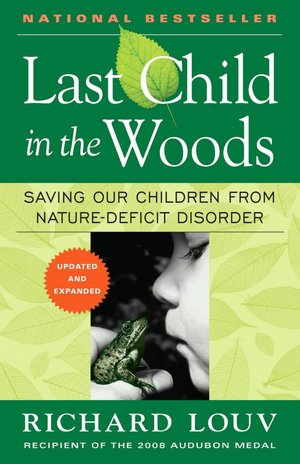 NATIONAL BESTSELLER
Last Child
in the Woods
SAVING OUR CHILDREN FROM
NATURE-DEFICIT DISORDER
UPDATED
AND
EXPANDED
RICHARD LOUV
RECIPIENT OF THE 2008 AUDUBON MEDAL